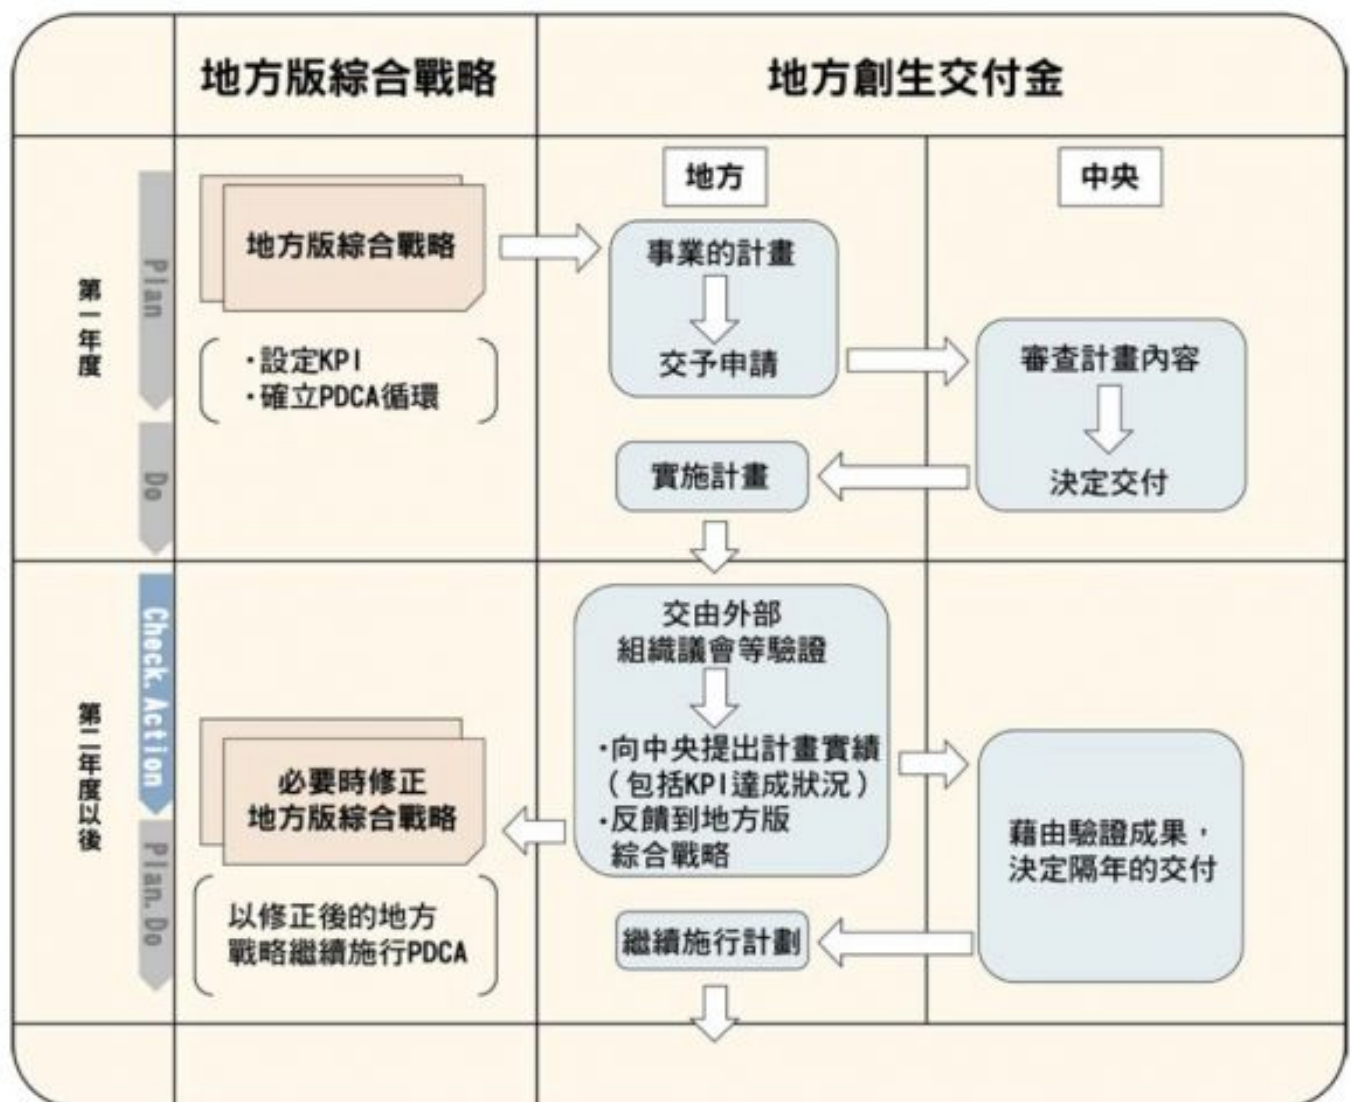 地方版綜合戰略
地方創生交付金
地方
中央
第一年度
Plan
Do
地方版綜合戰略
·設定KPI
·確立PDCA循環
事業的計畫
交予申請
審查計畫內容
決定交付
實施計畫
第二年度以後
Check. Action
Plan. Do
交由外部
組織議會等驗證
·向中央提出計畫實績
(包括KPI達成狀況)
·反饋到地方版
綜合戰略
必要時修正
地方版綜合戰略
以修正後的地方
戰略繼續施行PDCA
藉由驗證成果，
決定隔年的交付
繼續施行計劃